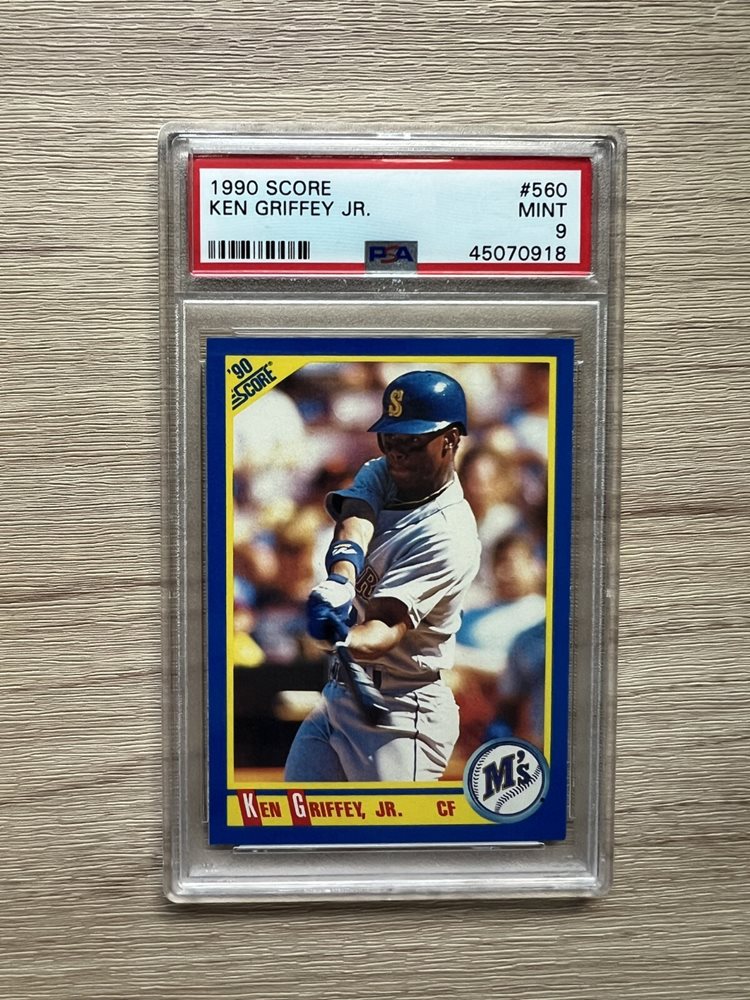 1990 SCORE #560
KEN GRIFFEY JR. MINT
9
PSA 45070918
'90
SCORE
S
R
M's
KEN GRIFFEY, JR. CF